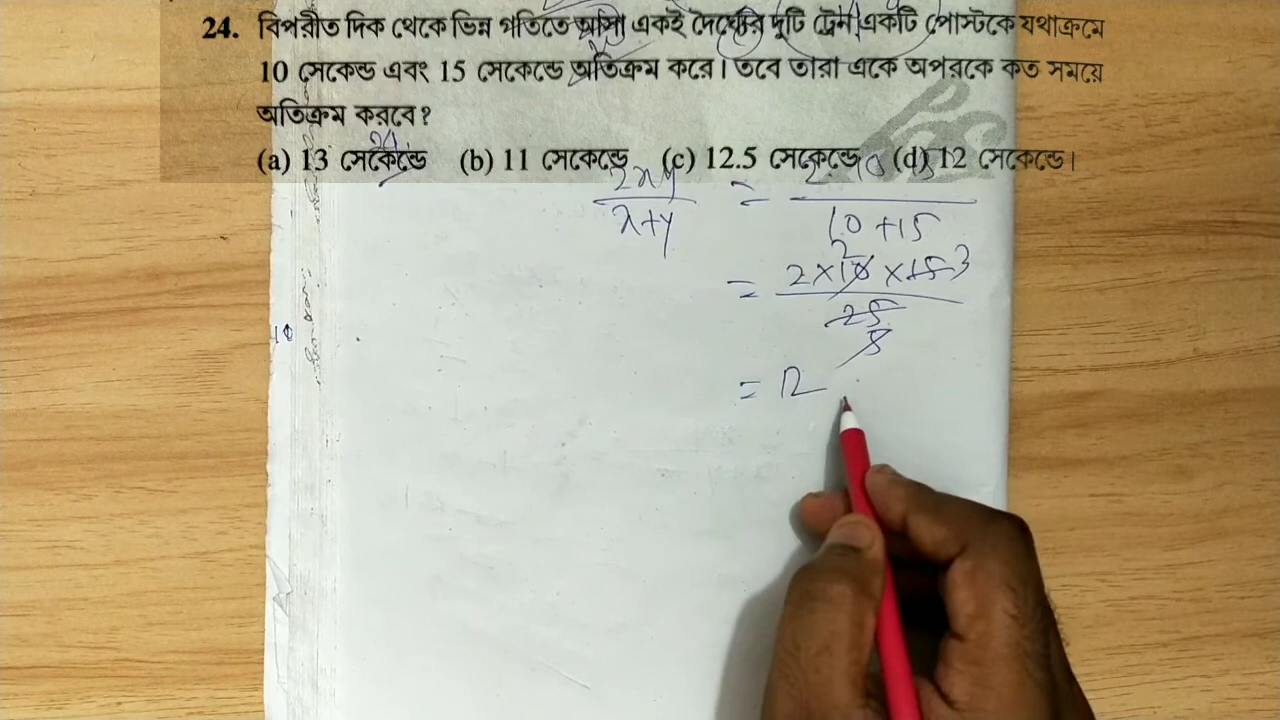 24. বিপরীত দিক থেকে ভিন্ন গতিতে আসা একই দৈর্ঘ্যের দুটি ট্রেন একটি পোস্টকে যথাক্রমে
10 সেকেন্ড এবং 15 সেকেন্ডে অতিক্রম করে। তবে তারা একে অপরকে কত সময়ে
অতিক্রম করবে?
(a) 13 সেকেন্ডে (b) 11 সেকেন্ডে (c) 12.5 সেকেন্ডে (d) 12 সেকেন্ডে।
2xy/x+y = /10+15
= 2×10×15/25
= 12